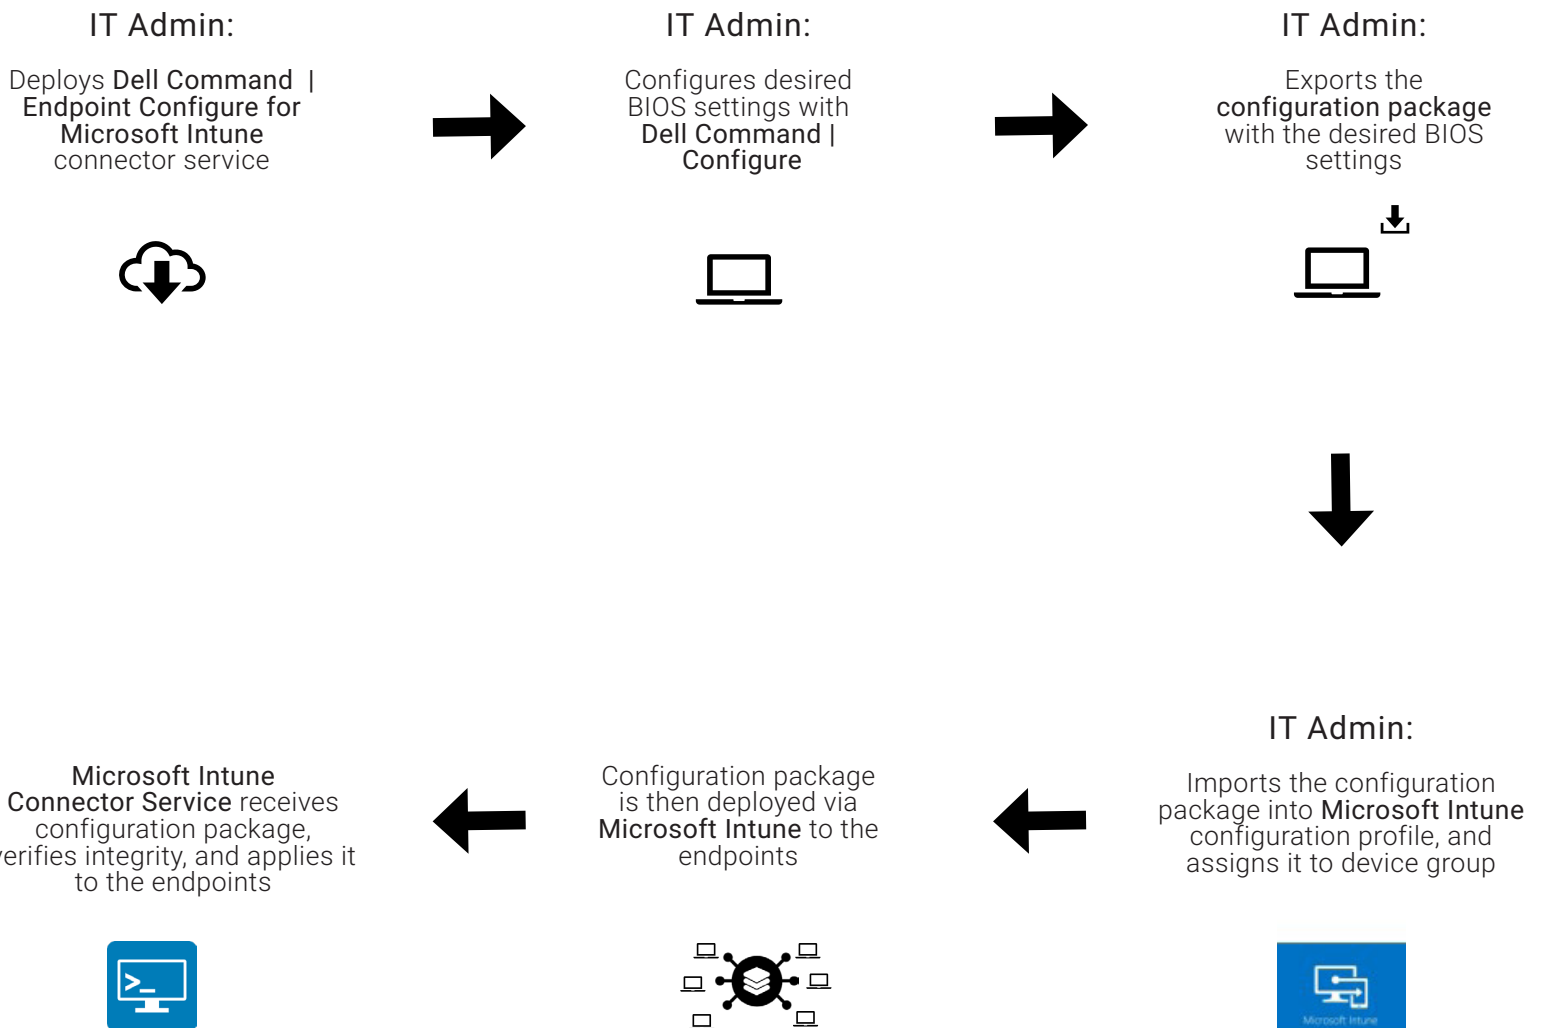 IT Admin:
Deploys Dell Command |
Endpoint Configure for
Microsoft Intune
connector service
IT Admin:
Configures desired
BIOS settings with
Dell Command |
Configure
IT Admin:
Exports the
configuration package
with the desired BIOS
settings
IT Admin:
Imports the configuration
package into Microsoft Intune
configuration profile, and
assigns it to device group
Microsoft Intune
Configuration package
is then deployed via
Microsoft Intune to the
endpoints
Microsoft Intune
Connector Service receives
configuration package,
verifies integrity, and applies it
to the endpoints
>_